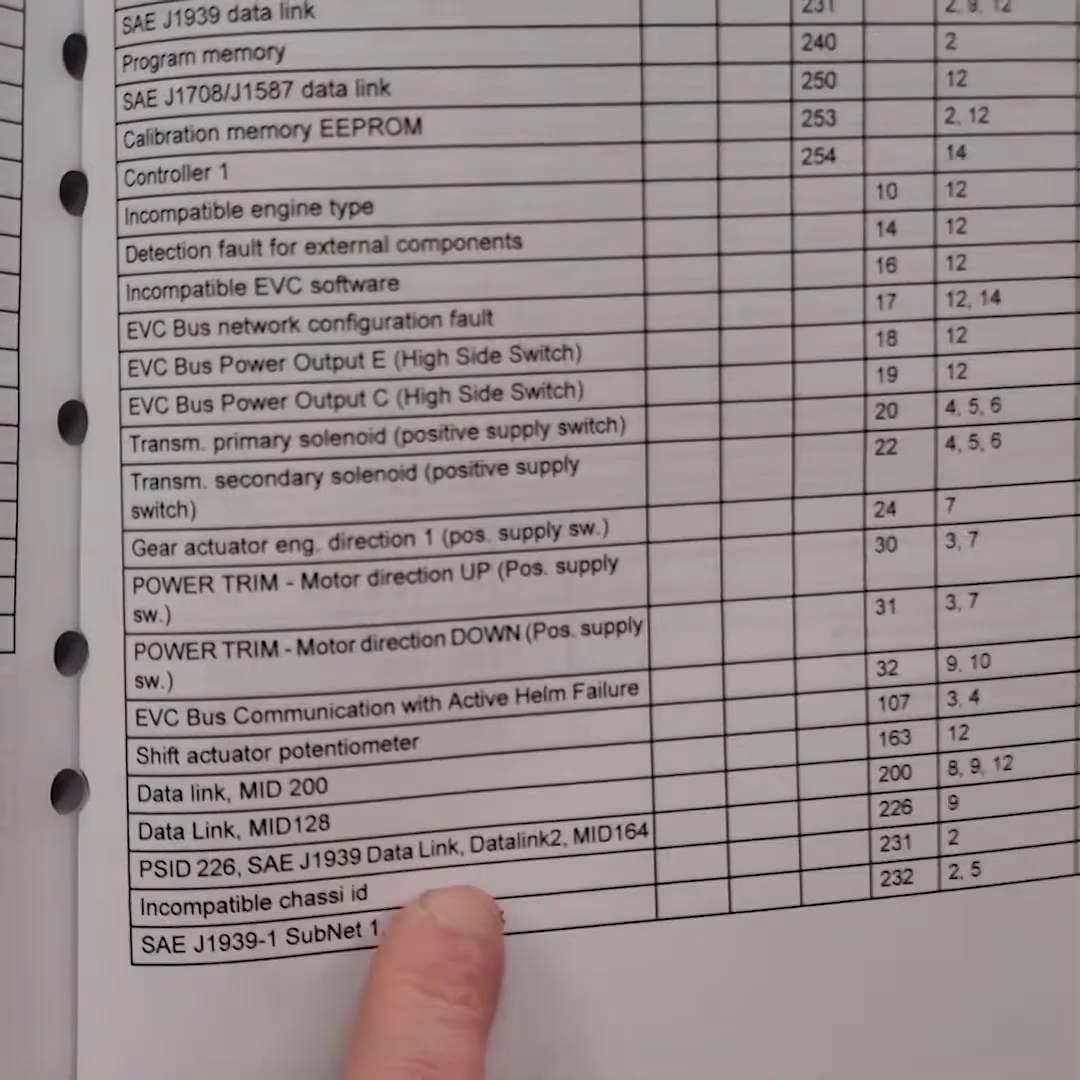 SAE J1939 data link 231 2, 9, 12
Program memory 240 2
SAE J1708/J1587 data link 250 12
Calibration memory EEPROM 253 2, 12
Controller 1 254 14
Incompatible engine type 10 12
Detection fault for external components 14 12
Incompatible EVC software 16 12
EVC Bus network configuration fault 17 12, 14
EVC Bus Power Output E (High Side Switch) 18 12
EVC Bus Power Output C (High Side Switch) 19 12
Transm. primary solenoid (positive supply switch) 20 4, 5, 6
Transm. secondary solenoid (positive supply 22 4, 5, 6
switch)
Gear actuator eng. direction 1 (pos. supply sw.) 24 7
POWER TRIM - Motor direction UP (Pos. supply 30 3, 7
sw.)
POWER TRIM - Motor direction DOWN (Pos. supply 31 3, 7
sw.)
EVC Bus Communication with Active Helm Failure 32 9, 10
Shift actuator potentiometer 107 3, 4
Data link, MID 200 163 12
Data Link, MID128 200 8, 9, 12
PSID 226, SAE J1939 Data Link, Datalink2, MID164 226 9
Incompatible chassi id 231 2
SAE J1939-1 SubNet 1, 232 2, 5